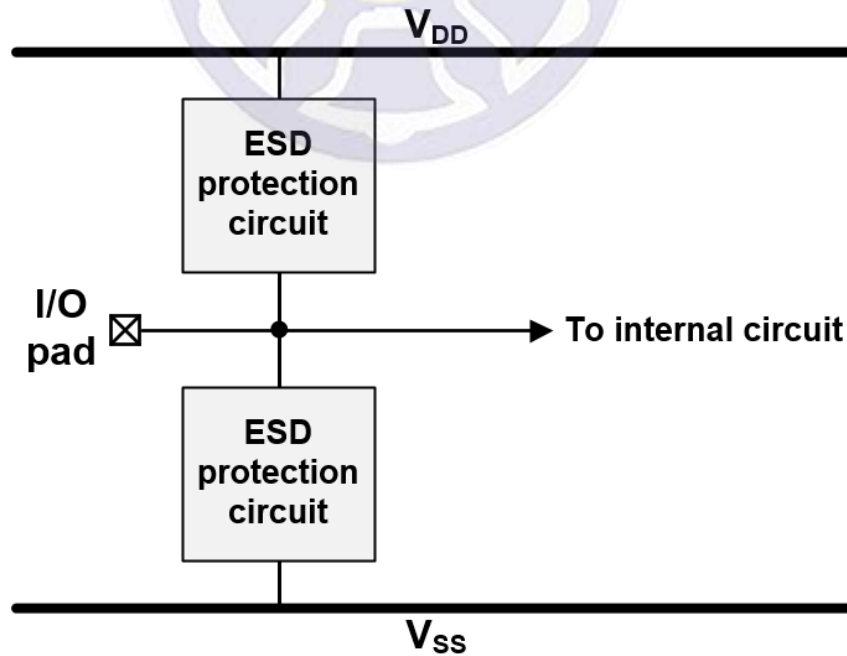 VDD
ESD
protection
circuit
I/O
pad
To internal circuit
ESD
protection
circuit
VSS